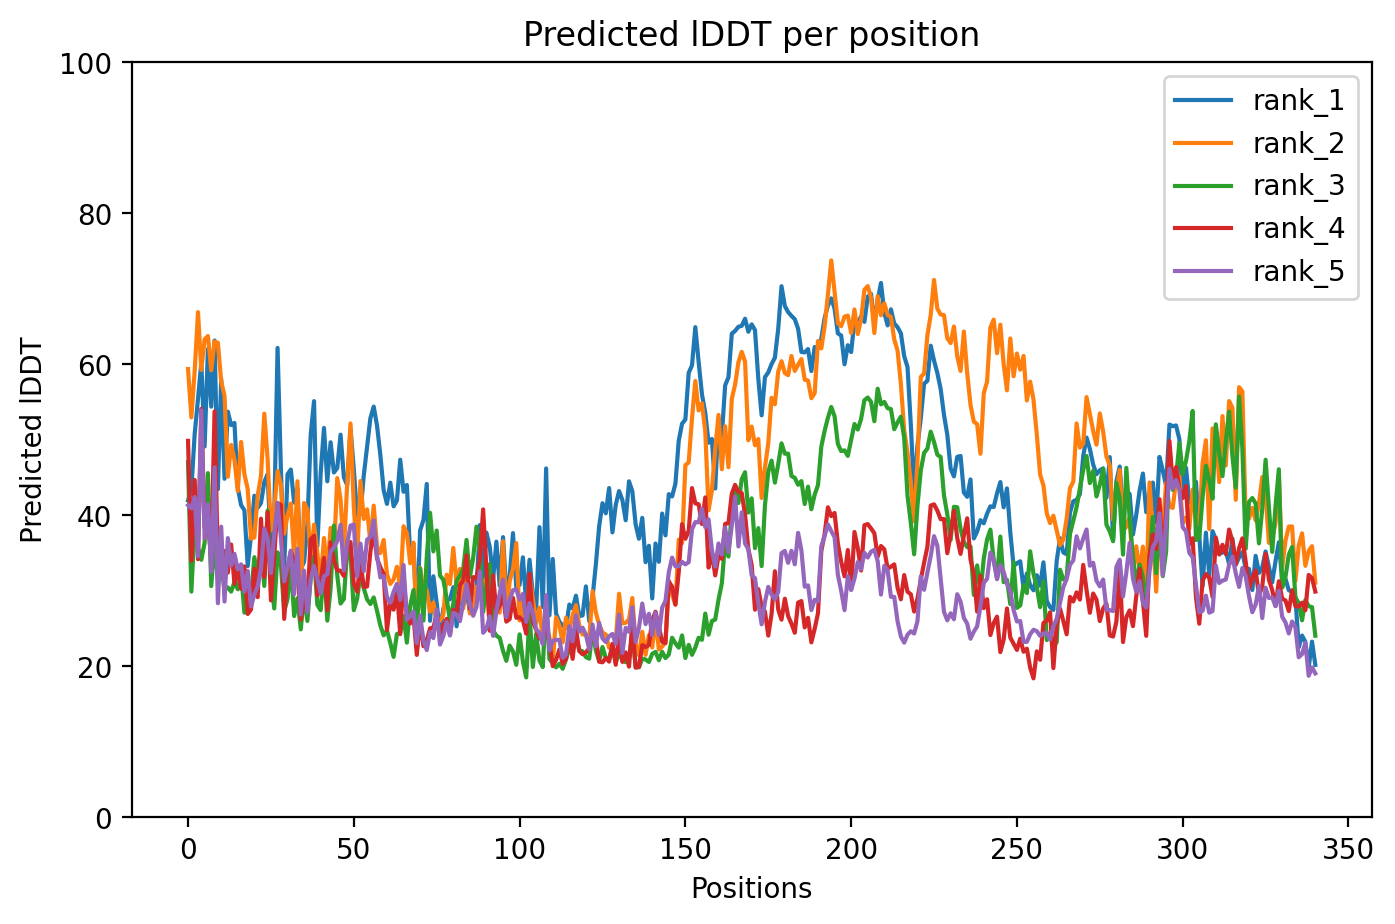 Predicted lDDT per position
Predicted lDDT
100
80
60
40
20
0
rank_1
rank_2
rank_3
rank_4
rank_5
0 50 100 150 200 250 300 350
Positions